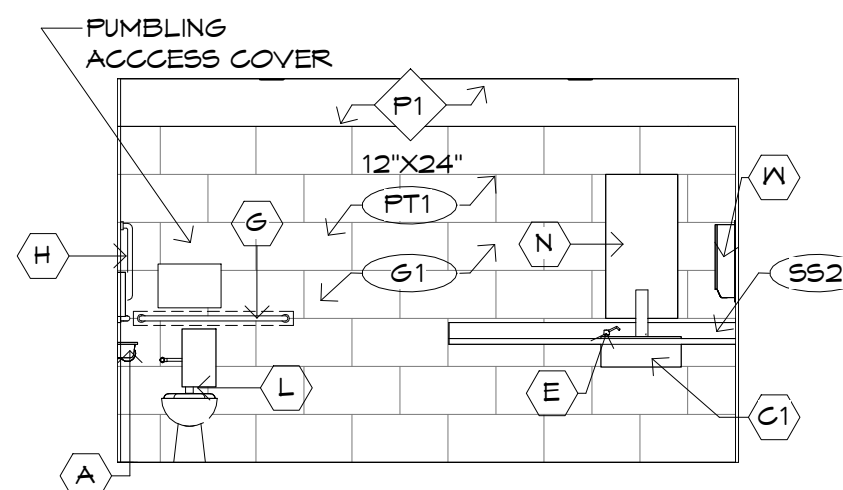 PUMBLING
ACCCESS COVER
P1
12"X24"
PT1
G
H
N
W
G1
SS2
L
E
C1
A